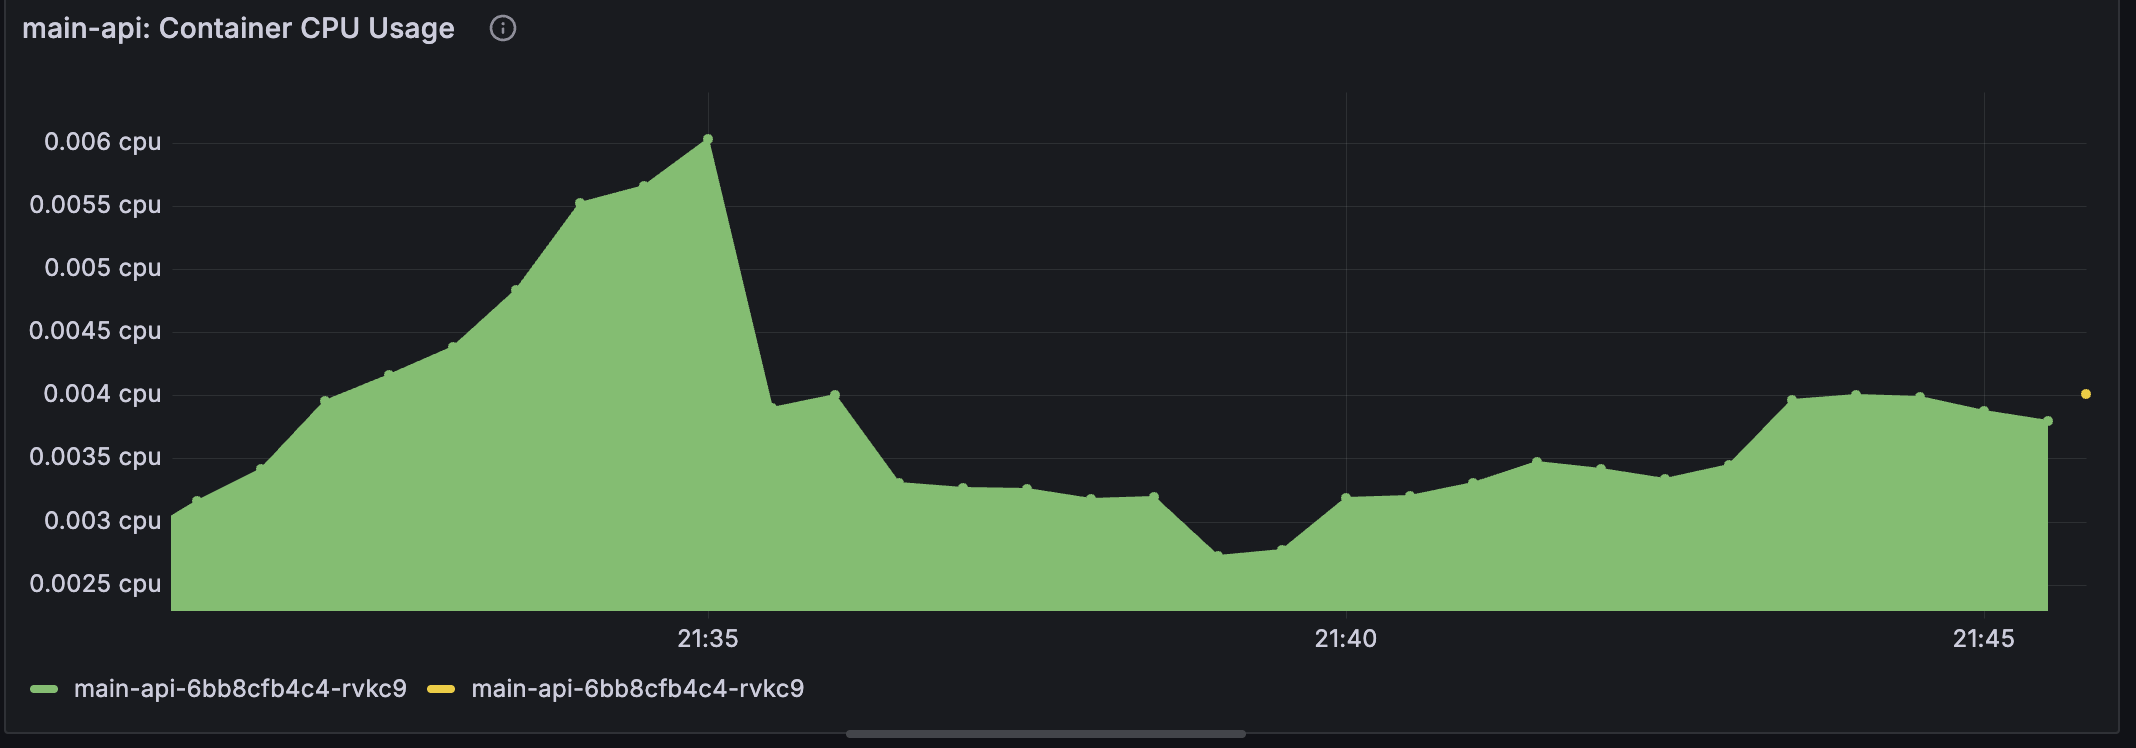 main-api: Container CPU Usage
0.006 cpu
0.0055 cpu
0.005 cpu
0.0045 cpu
0.004 cpu
0.0035 cpu
0.003 cpu
0.0025 cpu
21:35 21:40 21:45
main-api-6bb8cfb4c4-rvkc9 main-api-6bb8cfb4c4-rvkc9